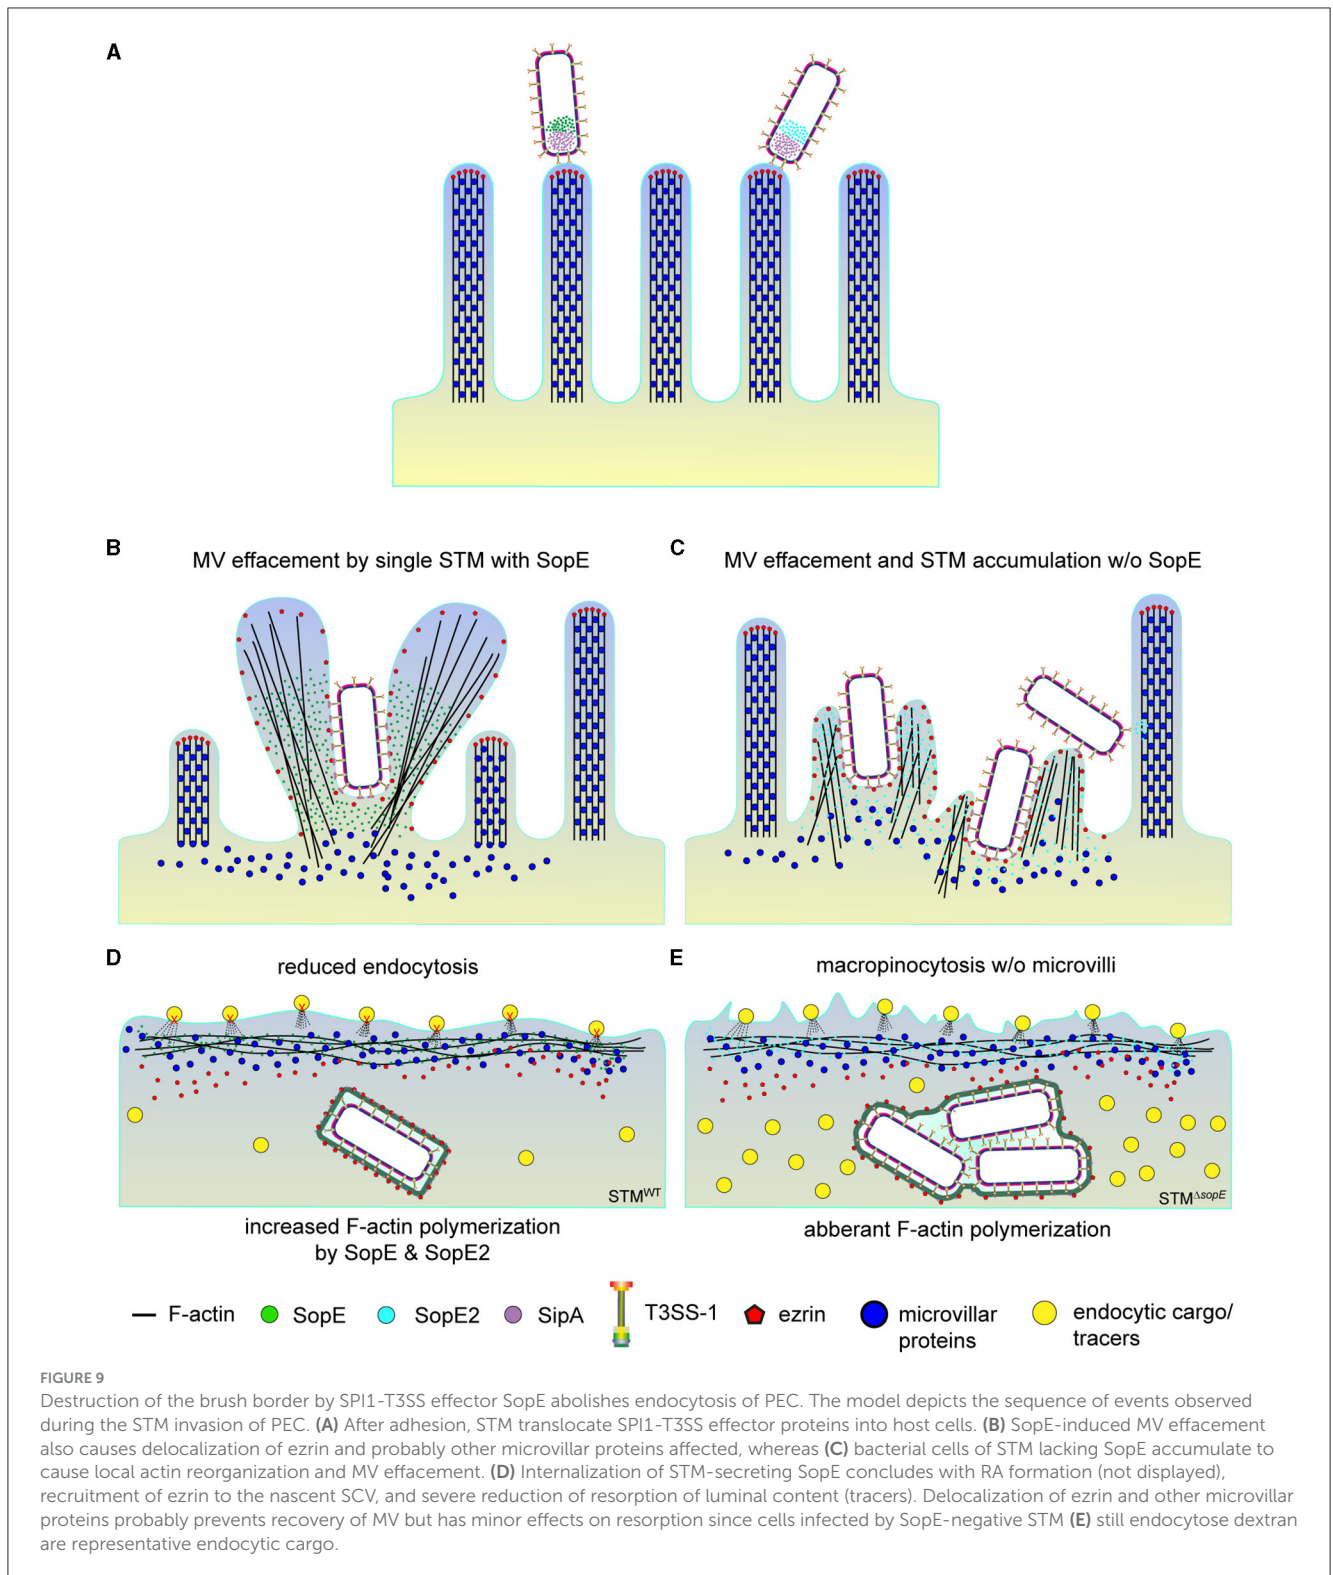 A
B
MV effacement by single STM with SopE
C
MV effacement and STM accumulation w/o SopE
D
reduced endocytosis
STMWT
increased F-actin polymerization
by SopE & SopE2
E
macropinocytosis w/o microvilli
STMΔsopE
abberant F-actin polymerization
F-actin
SopE
SopE2
SipA
T3SS-1
ezrin
microvillar
proteins
endocytic cargo/
tracers
FIGURE 9
Destruction of the brush border by SPI1-T3SS effector SopE abolishes endocytosis of PEC. The model depicts the sequence of events observed
during the STM invasion of PEC. (A) After adhesion, STM translocate SPI1-T3SS effector proteins into host cells. (B) SopE-induced MV effacement
also causes delocalization of ezrin and probably other microvillar proteins affected, whereas (C) bacterial cells of STM lacking SopE accumulate to
cause local actin reorganization and MV effacement. (D) Internalization of STM-secreting SopE concludes with RA formation (not displayed),
recruitment of ezrin to the nascent SCV, and severe reduction of resorption of luminal content (tracers). Delocalization of ezrin and other microvillar
proteins probably prevents recovery of MV but has minor effects on resorption since cells infected by SopE-negative STM (E) still endocytose dextran
are representative endocytic cargo.